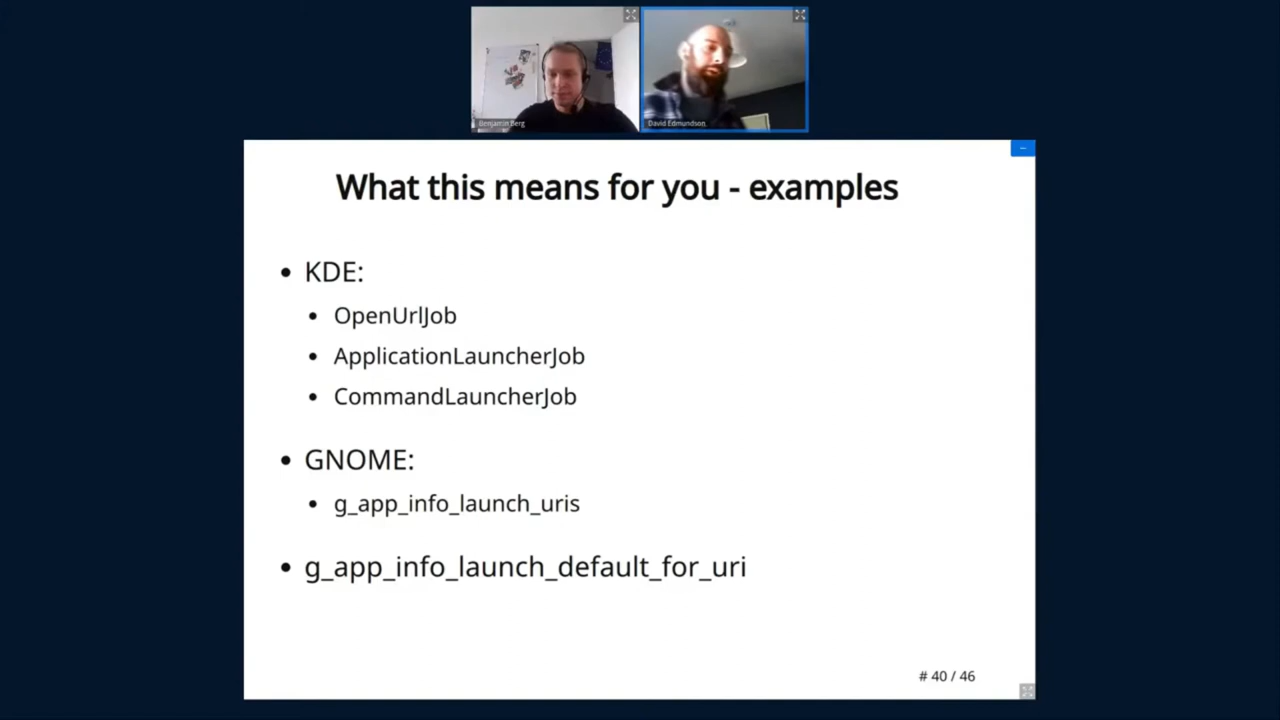 Benjamin Berg
David Edmundson
What this means for you - examples
• KDE:
• OpenUrlJob
• ApplicationLauncherJob
• CommandLauncherJob
• GNOME:
• g_app_info_launch_uris
• g_app_info_launch_default_for_uri
# 40 / 46